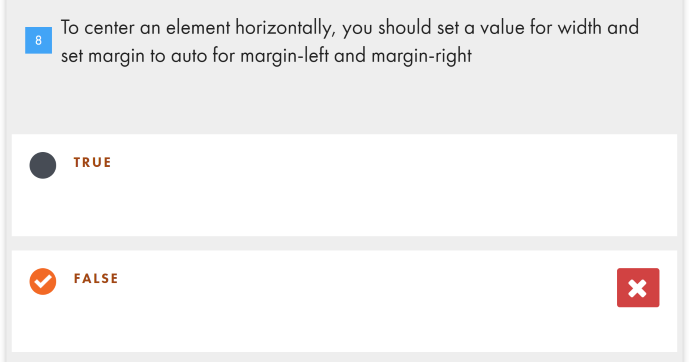 8
To center an element horizontally, you should set a value for width and
set margin to auto for margin-left and margin-right
TRUE
FALSE